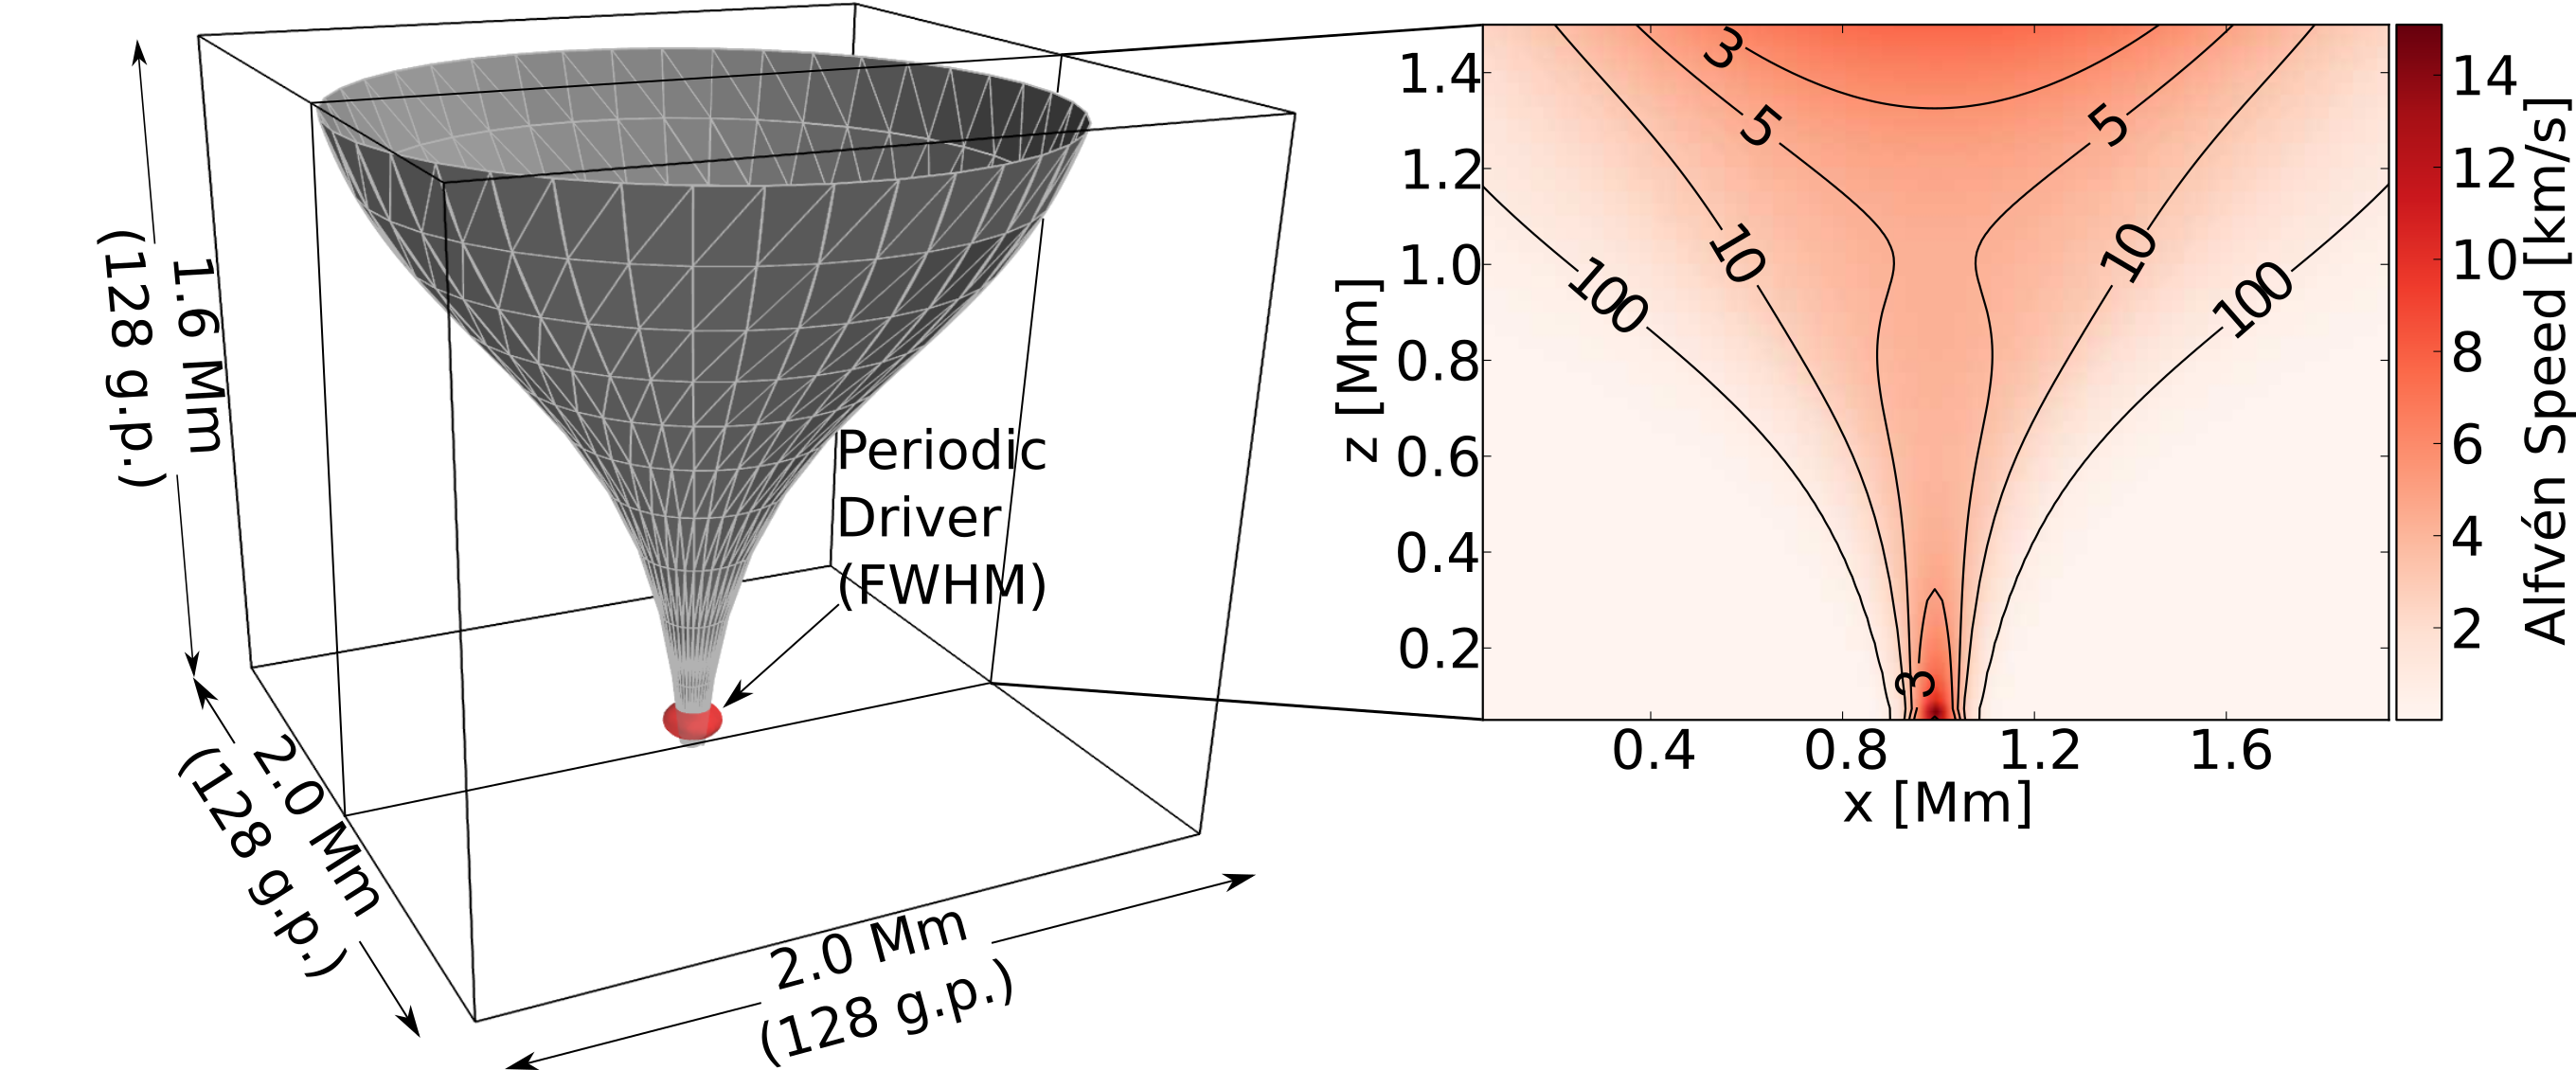 1.6 Mm
(128 g.p.)
2.0 Mm
(128 g.p.)
2.0 Mm
(128 g.p.)
Periodic
Driver
(FWHM)
z [Mm]
1.4
1.2
1.0
0.8
0.6
0.4
0.2
3
5
5
10
10
100
100
3
0.4 0.8 1.2 1.6
x [Mm]
14
12
10
8
6
4
2
Alfvén Speed [km/s]